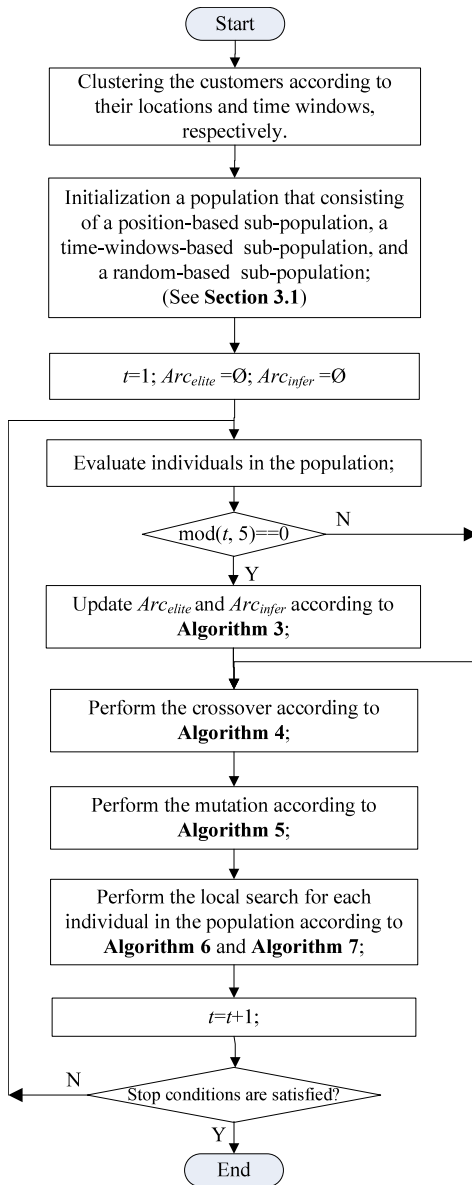 Start
Clustering the customers according to
their locations and time windows,
respectively.
Initialization a population that consisting
of a position-based sub-population, a
time-windows-based sub-population, and
a random-based sub-population;
(See Section 3.1)
t=1; Arc_elite =Ø; Arc_infer =Ø
Evaluate individuals in the population;
mod(t, 5)==0
N
Y
Update Arc_elite and Arc_infer according to
Algorithm 3;
Perform the crossover according to
Algorithm 4;
Perform the mutation according to
Algorithm 5;
Perform the local search for each
individual in the population according to
Algorithm 6 and Algorithm 7;
t=t+1;
N
Stop conditions are satisfied?
Y
End